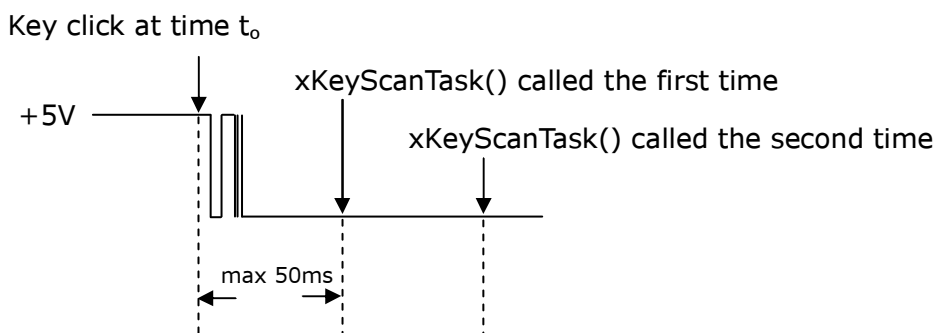 Key click at time to
xKeyScanTask() called the first time
+5V
xKeyScanTask() called the second time
max 50ms